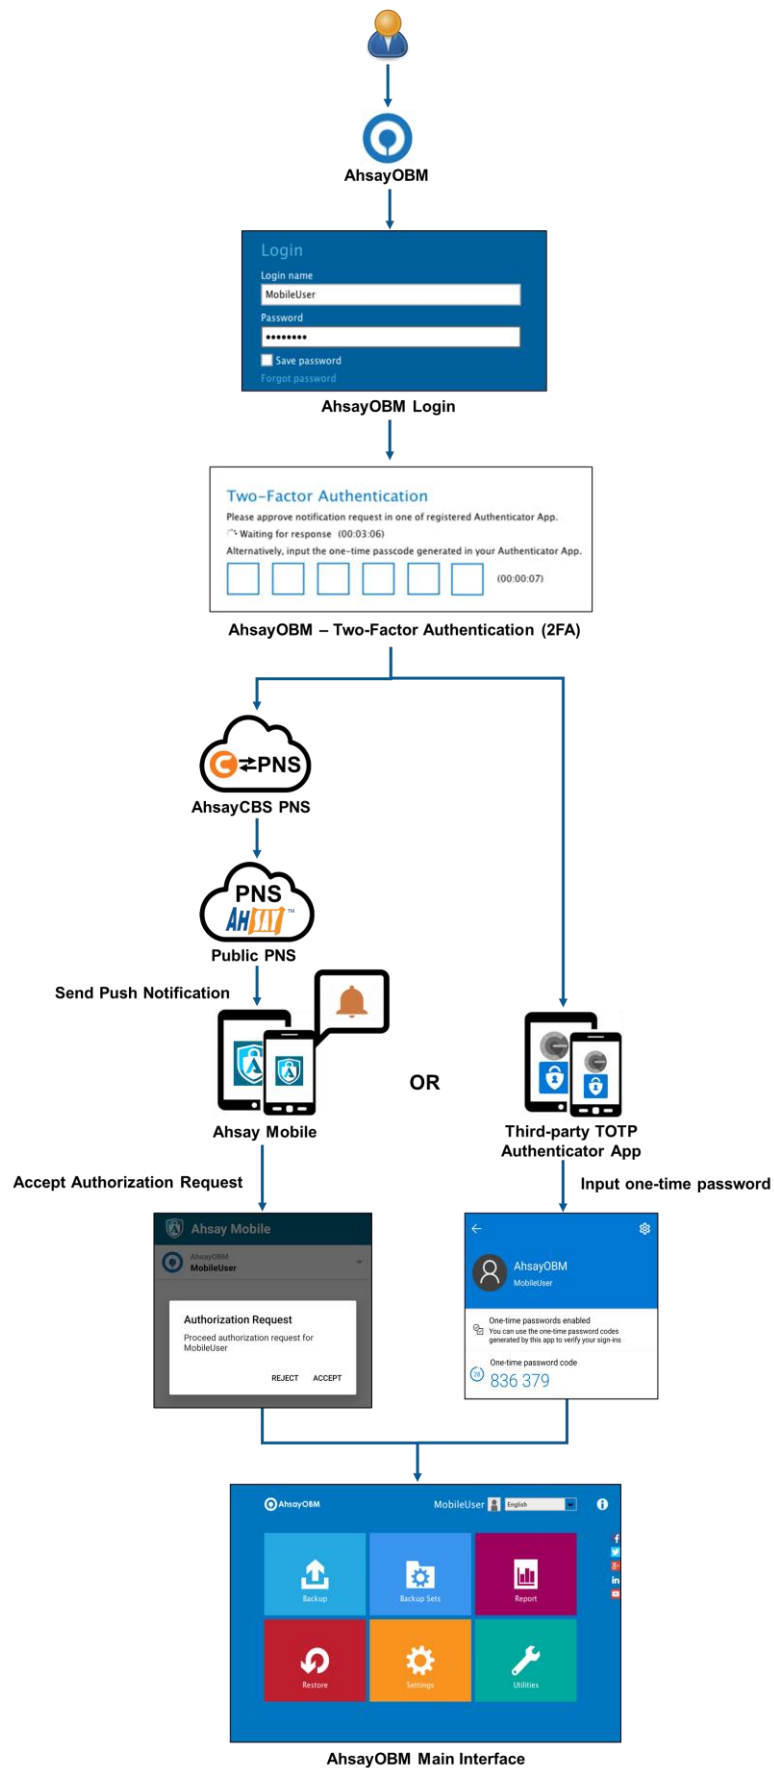 AhsayOBM
Login
Login name
MobileUser
Password
Save password
Forgot password
AhsayOBM Login
Two-Factor Authentication
Please approve notification request in one of registered Authenticator App.
Waiting for response (00:03:06)
Alternatively, input the one-time passcode generated in your Authenticator App.
(00:00:07)
AhsayOBM – Two-Factor Authentication (2FA)
C PNS
AhsayCBS PNS
PNS
AHSAY™
Public PNS
Send Push Notification
OR
Ahsay Mobile
Third-party TOTP
Authenticator App
Accept Authorization Request
Input one-time password
Ahsay Mobile
AhsayOBM
MobileUser
Authorization Request
Proceed authorization request for
MobileUser
REJECT ACCEPT
AhsayOBM
MobileUser
One-time passwords enabled
You can use the one-time password codes
generated by this app to verify your sign-ins
One-time password code
28
836 379
AhsayOBM MobileUser English
Backup Backup Sets Report
Restore Settings Utilities
AhsayOBM Main Interface